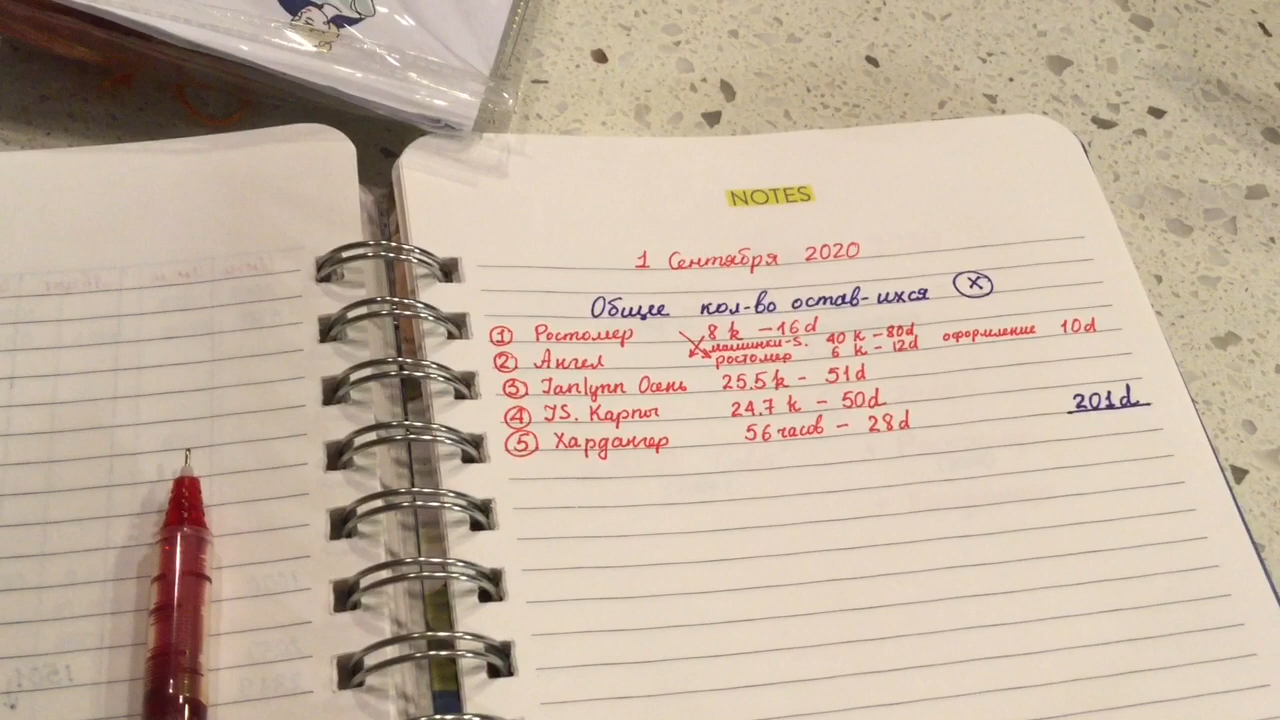 NOTES
1 Сентября 2020
Общее кол-во остав-ихся X
1 Ростомер 8 k - 16 d
машинки-S. 40 k - 80d оформление 10d
2 Ангел ростомер 6 k - 12d
3 Janlynn Осень 25.5 k - 51d
4 JS. Карпы 24.7 k - 50d
201d
5 Хардангер 56 часов - 28d